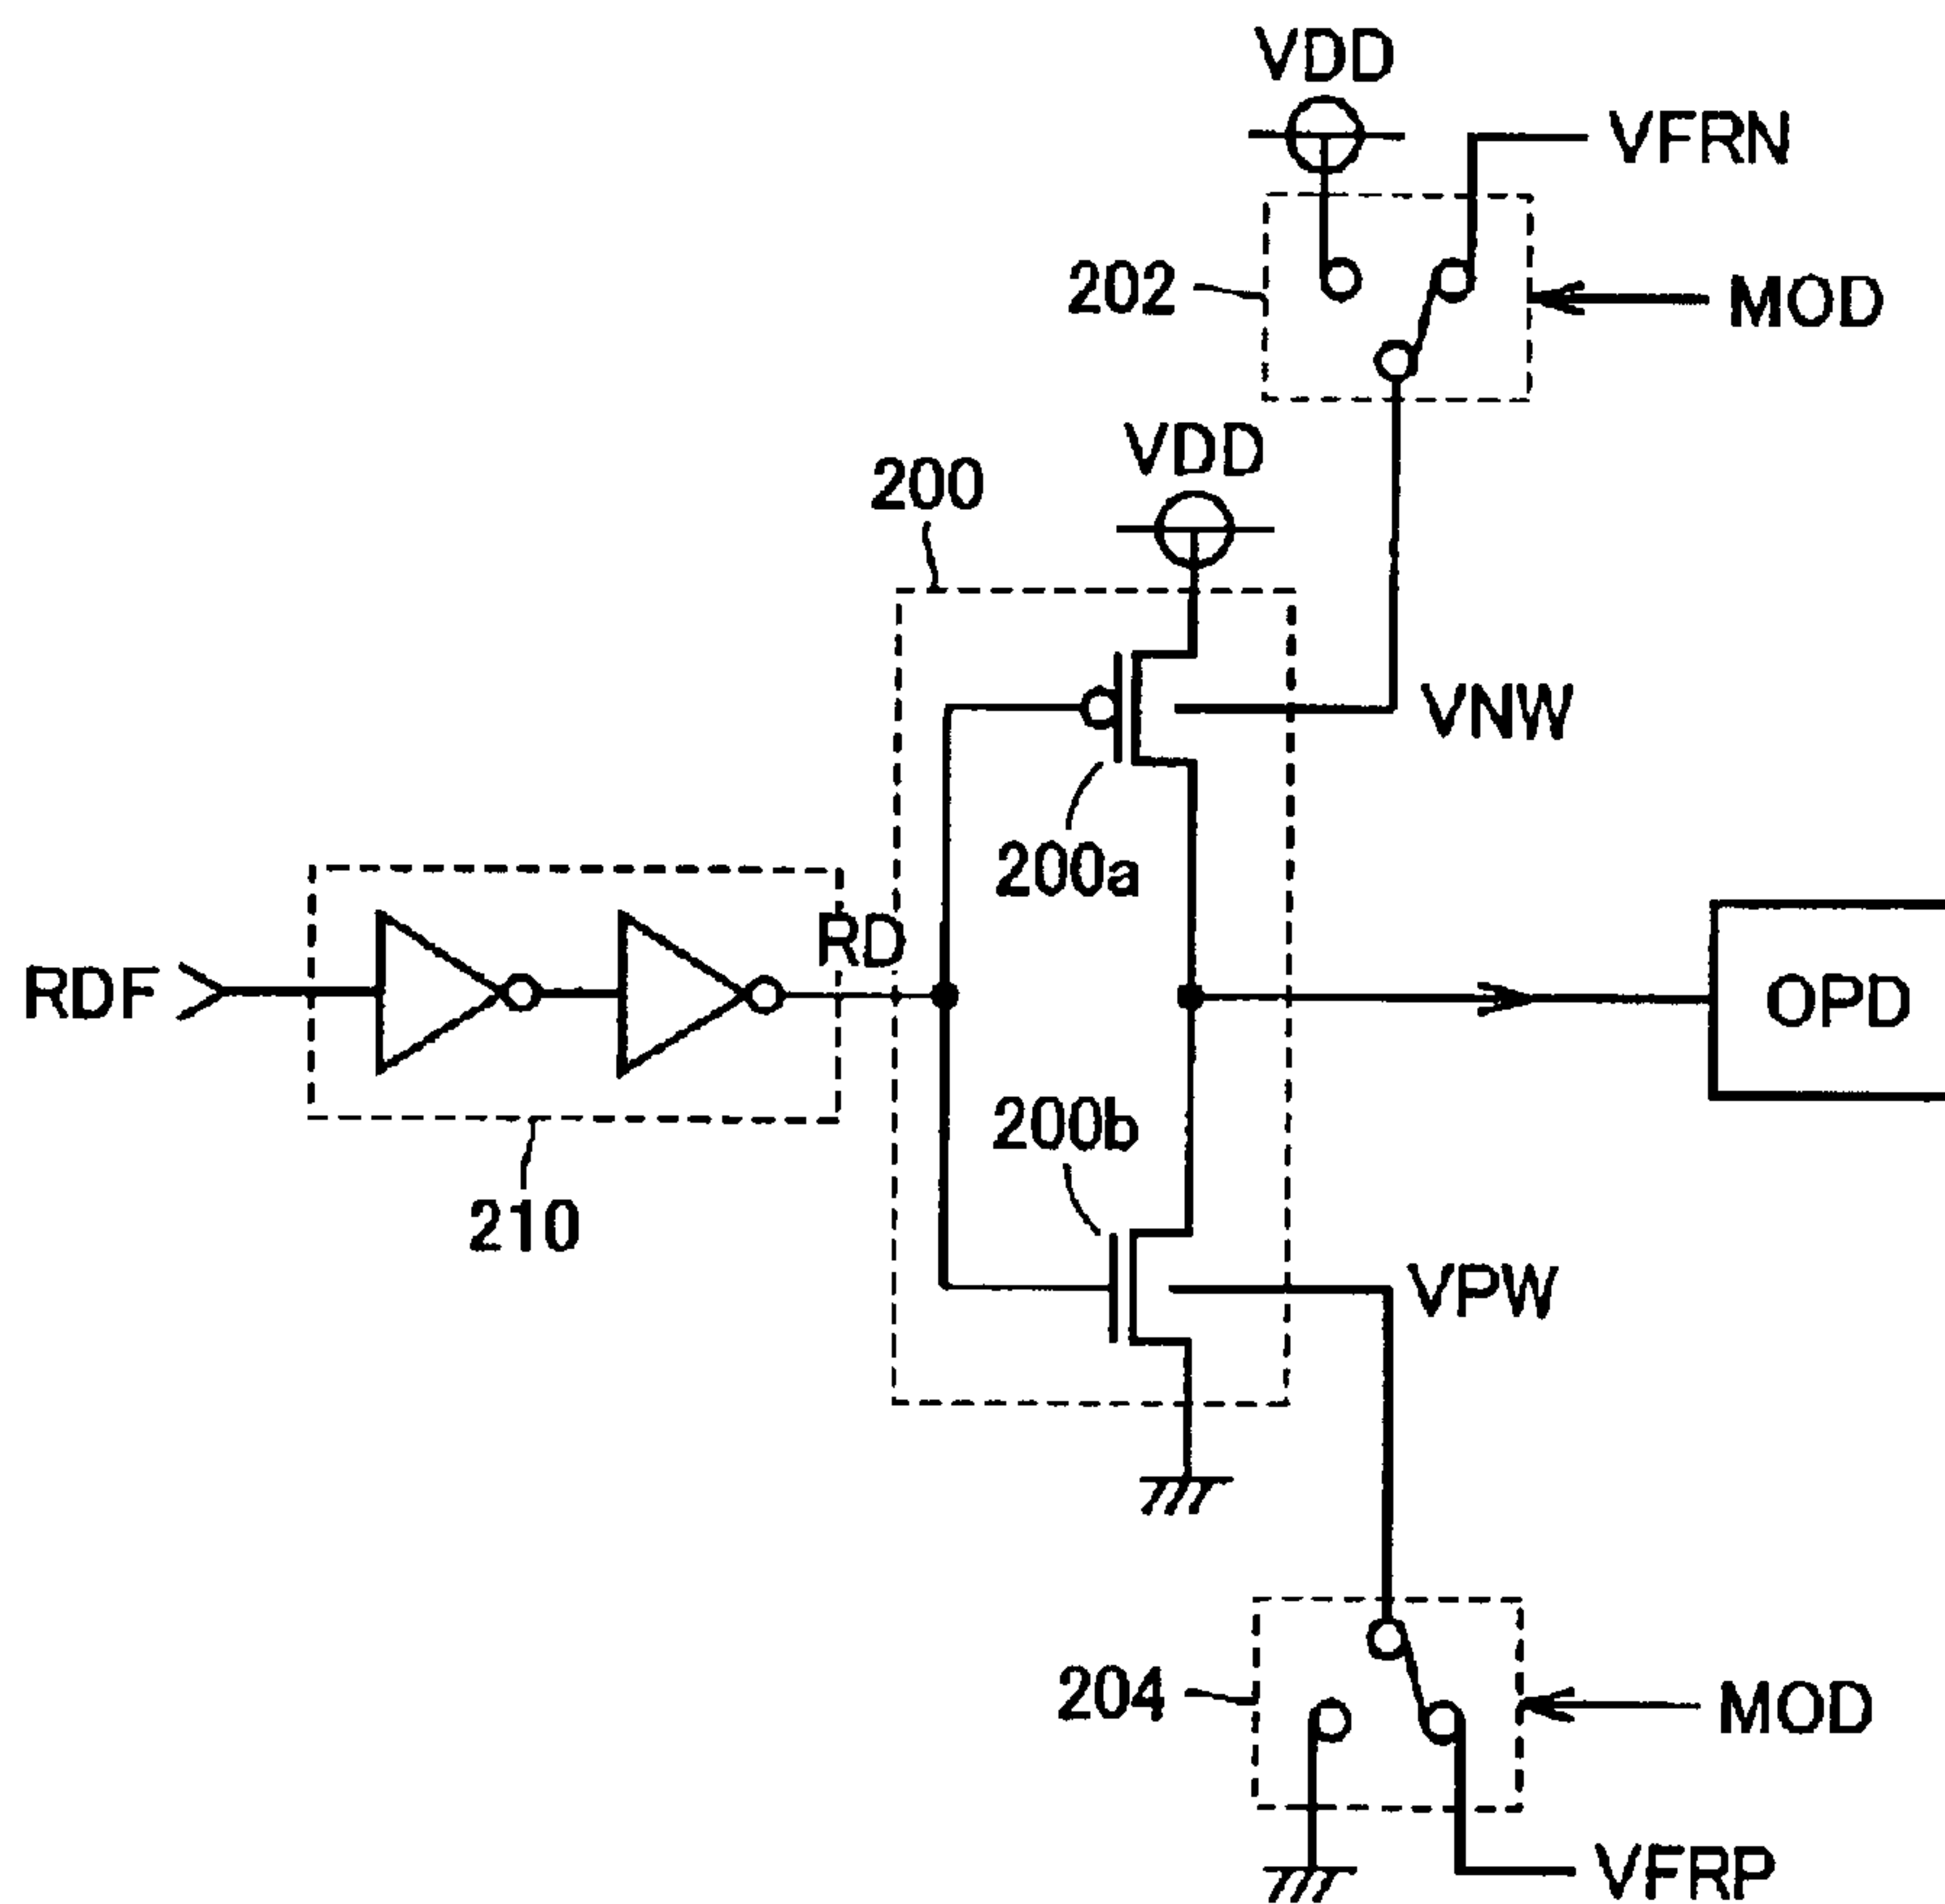 VDD
VFRN
202
MOD
VDD
200
VNW
200a
RD
RDF
OPD
200b
210
VPW
204
MOD
VFRP